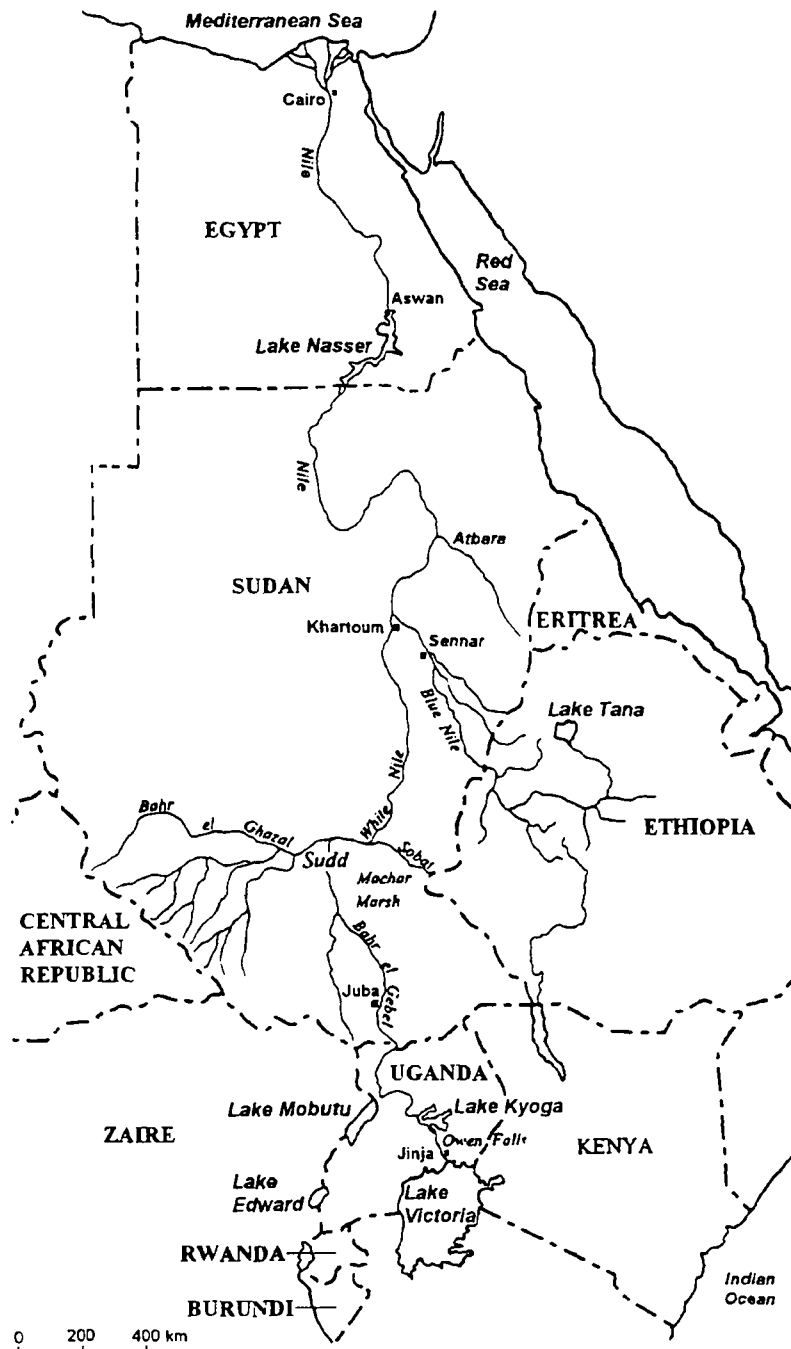 Mediterranean Sea
Cairo
Nile
EGYPT
Red
Sea
Aswan
Lake Nasser
Nile
Atbara
SUDAN
Khartoum
Sennar
ERITREA
Blue Nile
Lake Tana
White Nile
Bahr el Ghazal
Sudd
Sobat
Machar
Marsh
ETHIOPIA
CENTRAL
AFRICAN
REPUBLIC
Bahr el Gebel
Juba
UGANDA
Lake Mobutu
Lake Kyoga
ZAIRE
Owen Falls
Jinja
KENYA
Lake
Edward
Lake
Victoria
RWANDA
BURUNDI
Indian
Ocean
0 200 400 km